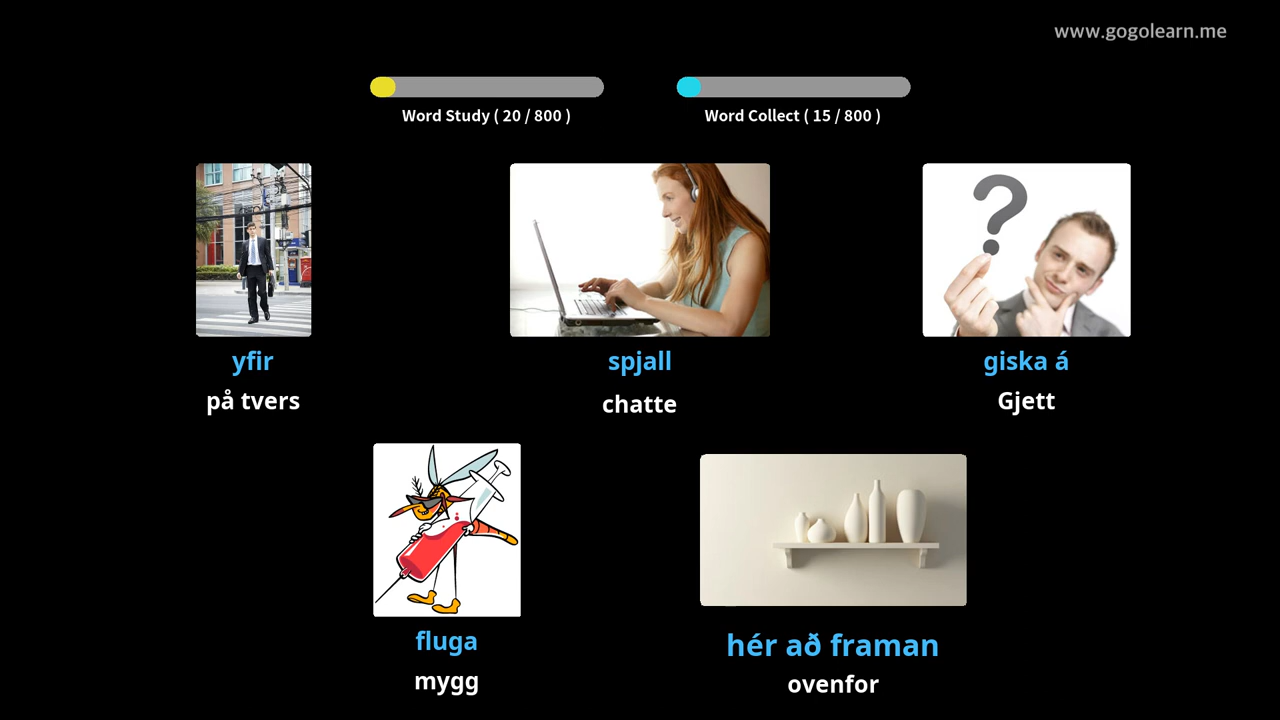 www.gogolearn.me
Word Study ( 20 / 800 )
Word Collect ( 15 / 800 )
yfir
på tvers
spjall
chatte
giska á
Gjett
fluga
mygg
hér að framan
ovenfor